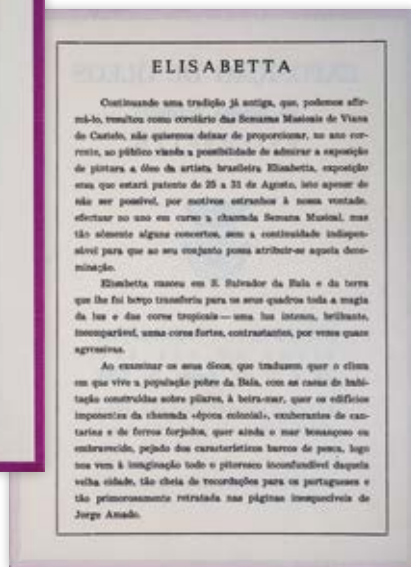 ELISABETTA
Continuando uma tradição já antiga, que, podemos afir-
má-lo, resultou como corolário das Semanas Musicais de Viana
do Castelo, não quisemos deixar de proporcionar, no ano cor-
rente, ao público vianês a possibilidade de admirar a exposição
de pintura a óleo da artista brasileira Elisabetta, exposição
essa que estará patente de 25 a 31 de Agosto, isto apesar de
não ser possível, por motivos estranhos à nossa vontade,
efectuar no ano em curso a chamada Semana Musical, mas
tão sòmente alguns concertos, sem a continuidade indispen-
sável para que ao seu conjunto possa atribuir-se aquela deno-
minação.
Elisabetta nasceu em S. Salvador da Baía e da terra
que lhe foi berço transferiu para os seus quadros toda a magia
da luz e das cores tropicais — uma luz intensa, brilhante,
incomparável, umas cores fortes, contrastantes, por vezes quase
agressivas.
Ao examinar os seus óleos, que traduzem quer o clima
em que vive a população pobre da Baía, com as casas de habi-
tação construídas sobre pilares, à beira-mar, quer os edifícios
imponentes da chamada «época colonial», exuberantes de can-
tarias e de ferros forjados, quer ainda o mar bonançoso ou
embravecido, pejado dos característicos barcos de pesca, logo
nos vem à imaginação todo o pitoresco inconfundível daquela
velha cidade, tão cheia de recordações para os portugueses e
tão primorosamente retratada nas páginas inesquecíveis de
Jorge Amado.